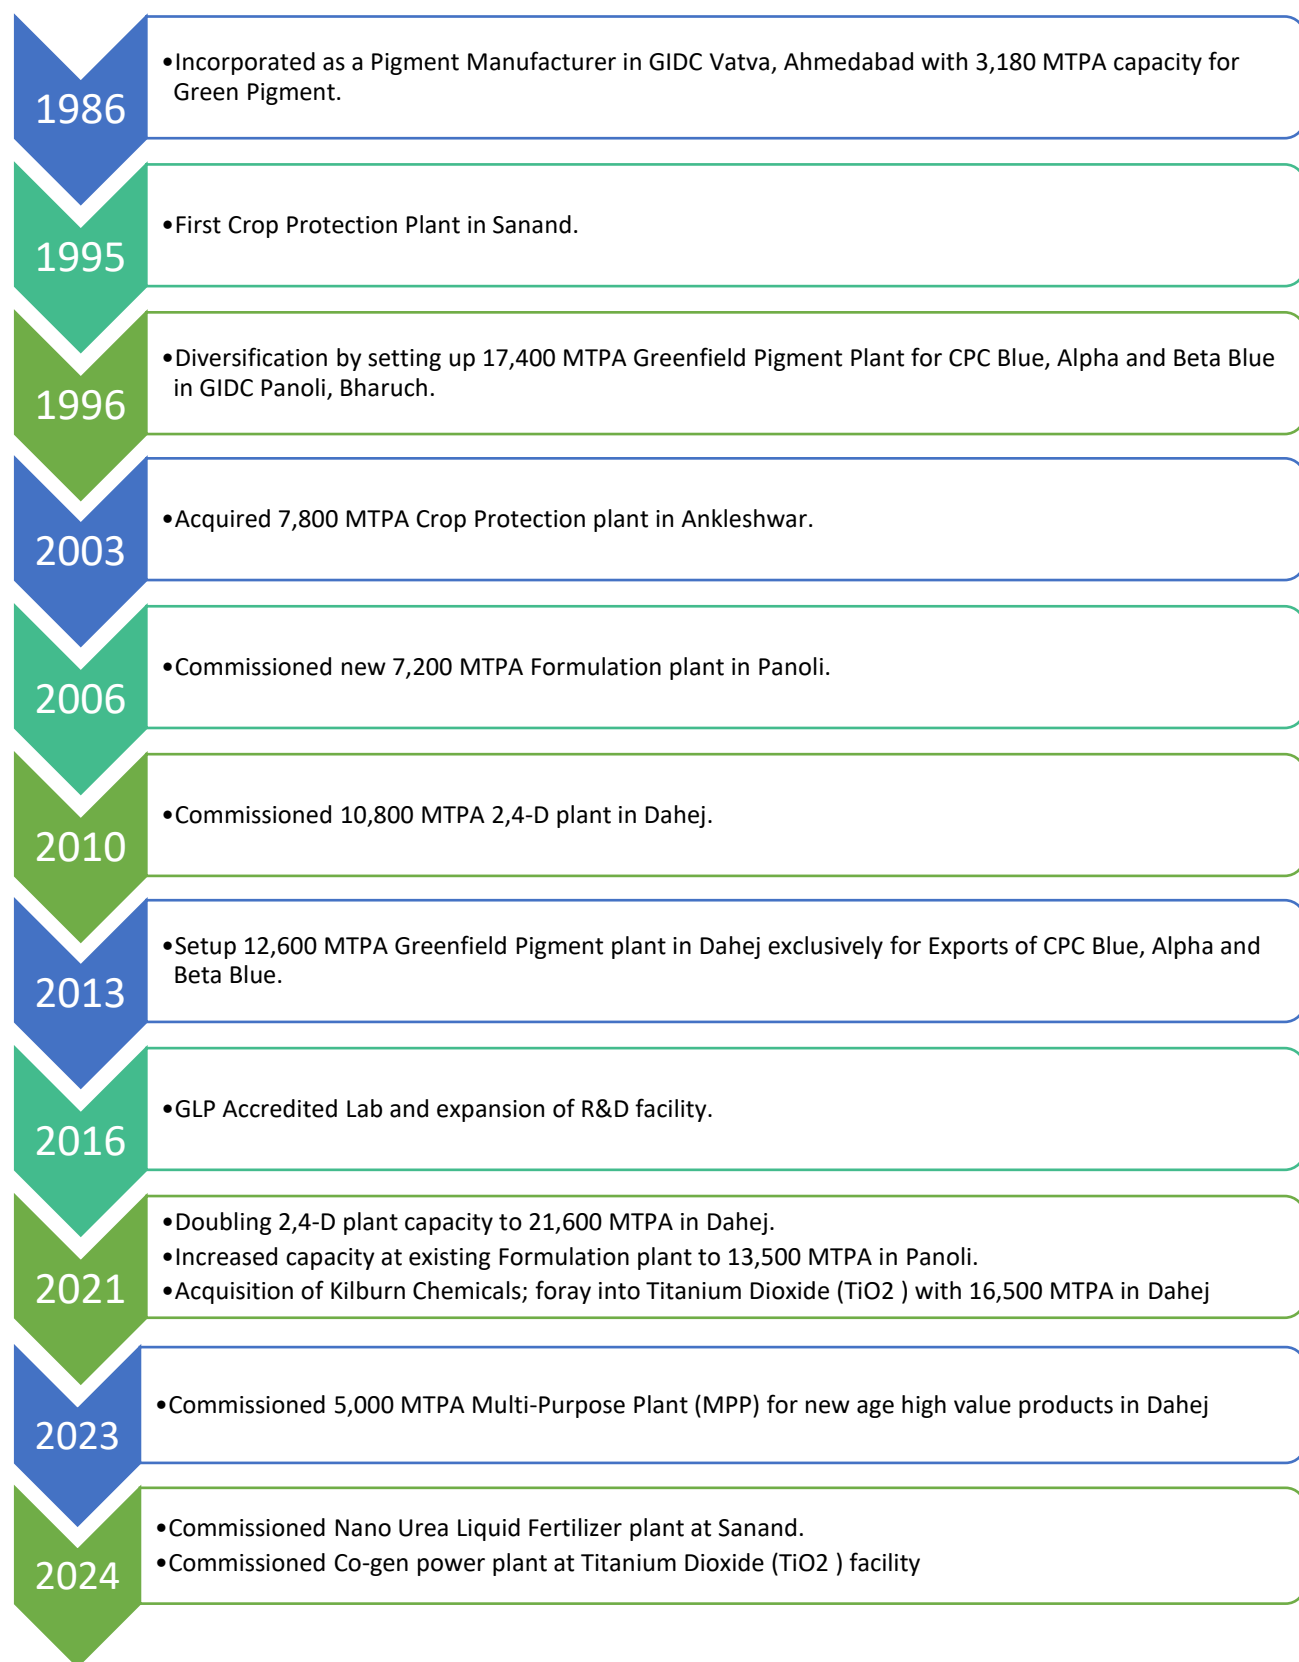 1986
•Incorporated as a Pigment Manufacturer in GIDC Vatva, Ahmedabad with 3,180 MTPA capacity for
Green Pigment.
1995
•First Crop Protection Plant in Sanand.
1996
•Diversification by setting up 17,400 MTPA Greenfield Pigment Plant for CPC Blue, Alpha and Beta Blue
in GIDC Panoli, Bharuch.
2003
•Acquired 7,800 MTPA Crop Protection plant in Ankleshwar.
2006
•Commissioned new 7,200 MTPA Formulation plant in Panoli.
2010
•Commissioned 10,800 MTPA 2,4-D plant in Dahej.
2013
•Setup 12,600 MTPA Greenfield Pigment plant in Dahej exclusively for Exports of CPC Blue, Alpha and
Beta Blue.
2016
•GLP Accredited Lab and expansion of R&D facility.
2021
•Doubling 2,4-D plant capacity to 21,600 MTPA in Dahej.
•Increased capacity at existing Formulation plant to 13,500 MTPA in Panoli.
•Acquisition of Kilburn Chemicals; foray into Titanium Dioxide (TiO2 ) with 16,500 MTPA in Dahej
2023
•Commissioned 5,000 MTPA Multi-Purpose Plant (MPP) for new age high value products in Dahej
2024
•Commissioned Nano Urea Liquid Fertilizer plant at Sanand.
•Commissioned Co-gen power plant at Titanium Dioxide (TiO2 ) facility